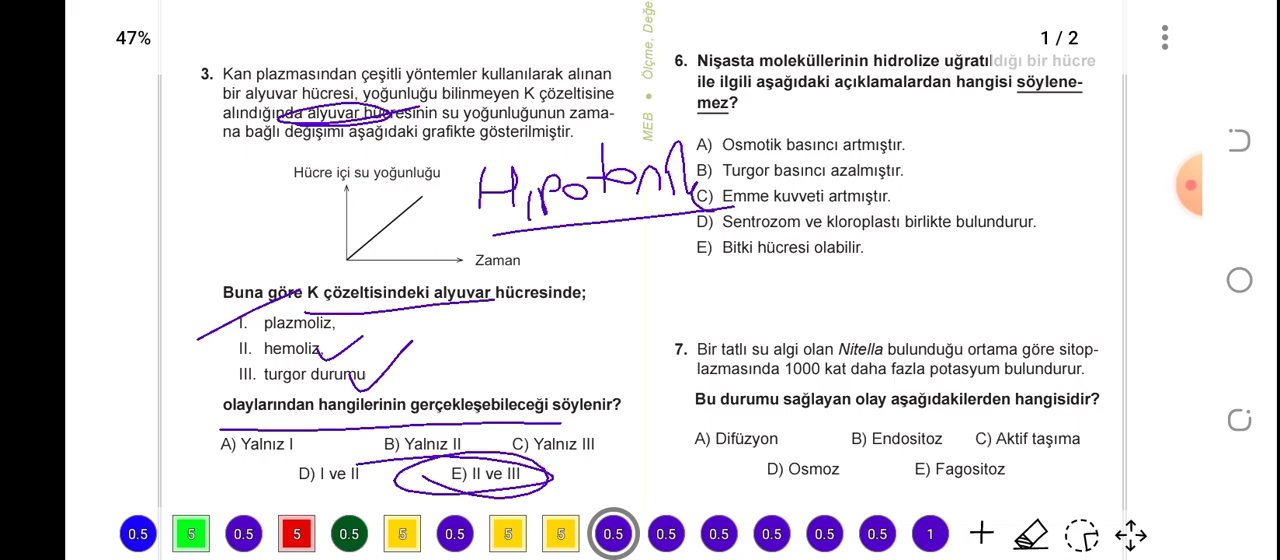 47%
1 / 2
MEB ● Ölçme, Değe
3. Kan plazmasından çeşitli yöntemler kullanılarak alınan
bir alyuvar hücresi, yoğunluğu bilinmeyen K çözeltisine
alındığında alyuvar hücresinin su yoğunluğunun zama-
na bağlı değişimi aşağıdaki grafikte gösterilmiştir.
Hücre içi su yoğunluğu
Zaman
Hipotonik
Buna göre K çözeltisindeki alyuvar hücresinde;
I. plazmoliz,
II. hemoliz,
III. turgor durumu
olaylarından hangilerinin gerçekleşebileceği söylenir?
A) Yalnız I B) Yalnız II C) Yalnız III
D) I ve II E) II ve III
6. Nişasta moleküllerinin hidrolize uğratıldığı bir hücre
ile ilgili aşağıdaki açıklamalardan hangisi söylene-
mez?
A) Osmotik basıncı artmıştır.
B) Turgor basıncı azalmıştır.
C) Emme kuvveti artmıştır.
D) Sentrozom ve kloroplastı birlikte bulundurur.
E) Bitki hücresi olabilir.
7. Bir tatlı su algi olan Nitella bulunduğu ortama göre sitop-
lazmasında 1000 kat daha fazla potasyum bulundurur.
Bu durumu sağlayan olay aşağıdakilerden hangisidir?
A) Difüzyon B) Endositoz C) Aktif taşıma
D) Osmoz E) Fagositoz
0.5 5 0.5 5 0.5 5 0.5 5 5 0.5 0.5 0.5 0.5 0.5 0.5 1